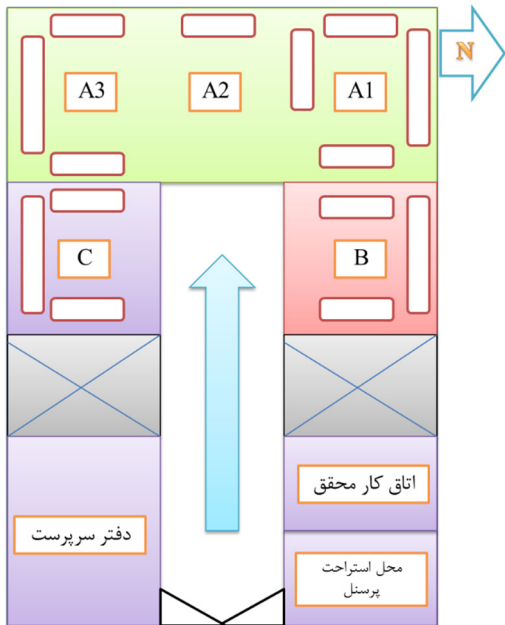 N
A3
A2
A1
C
B
اتاق کار محقق
دفتر سرپرست
محل استراحت
پرسنل